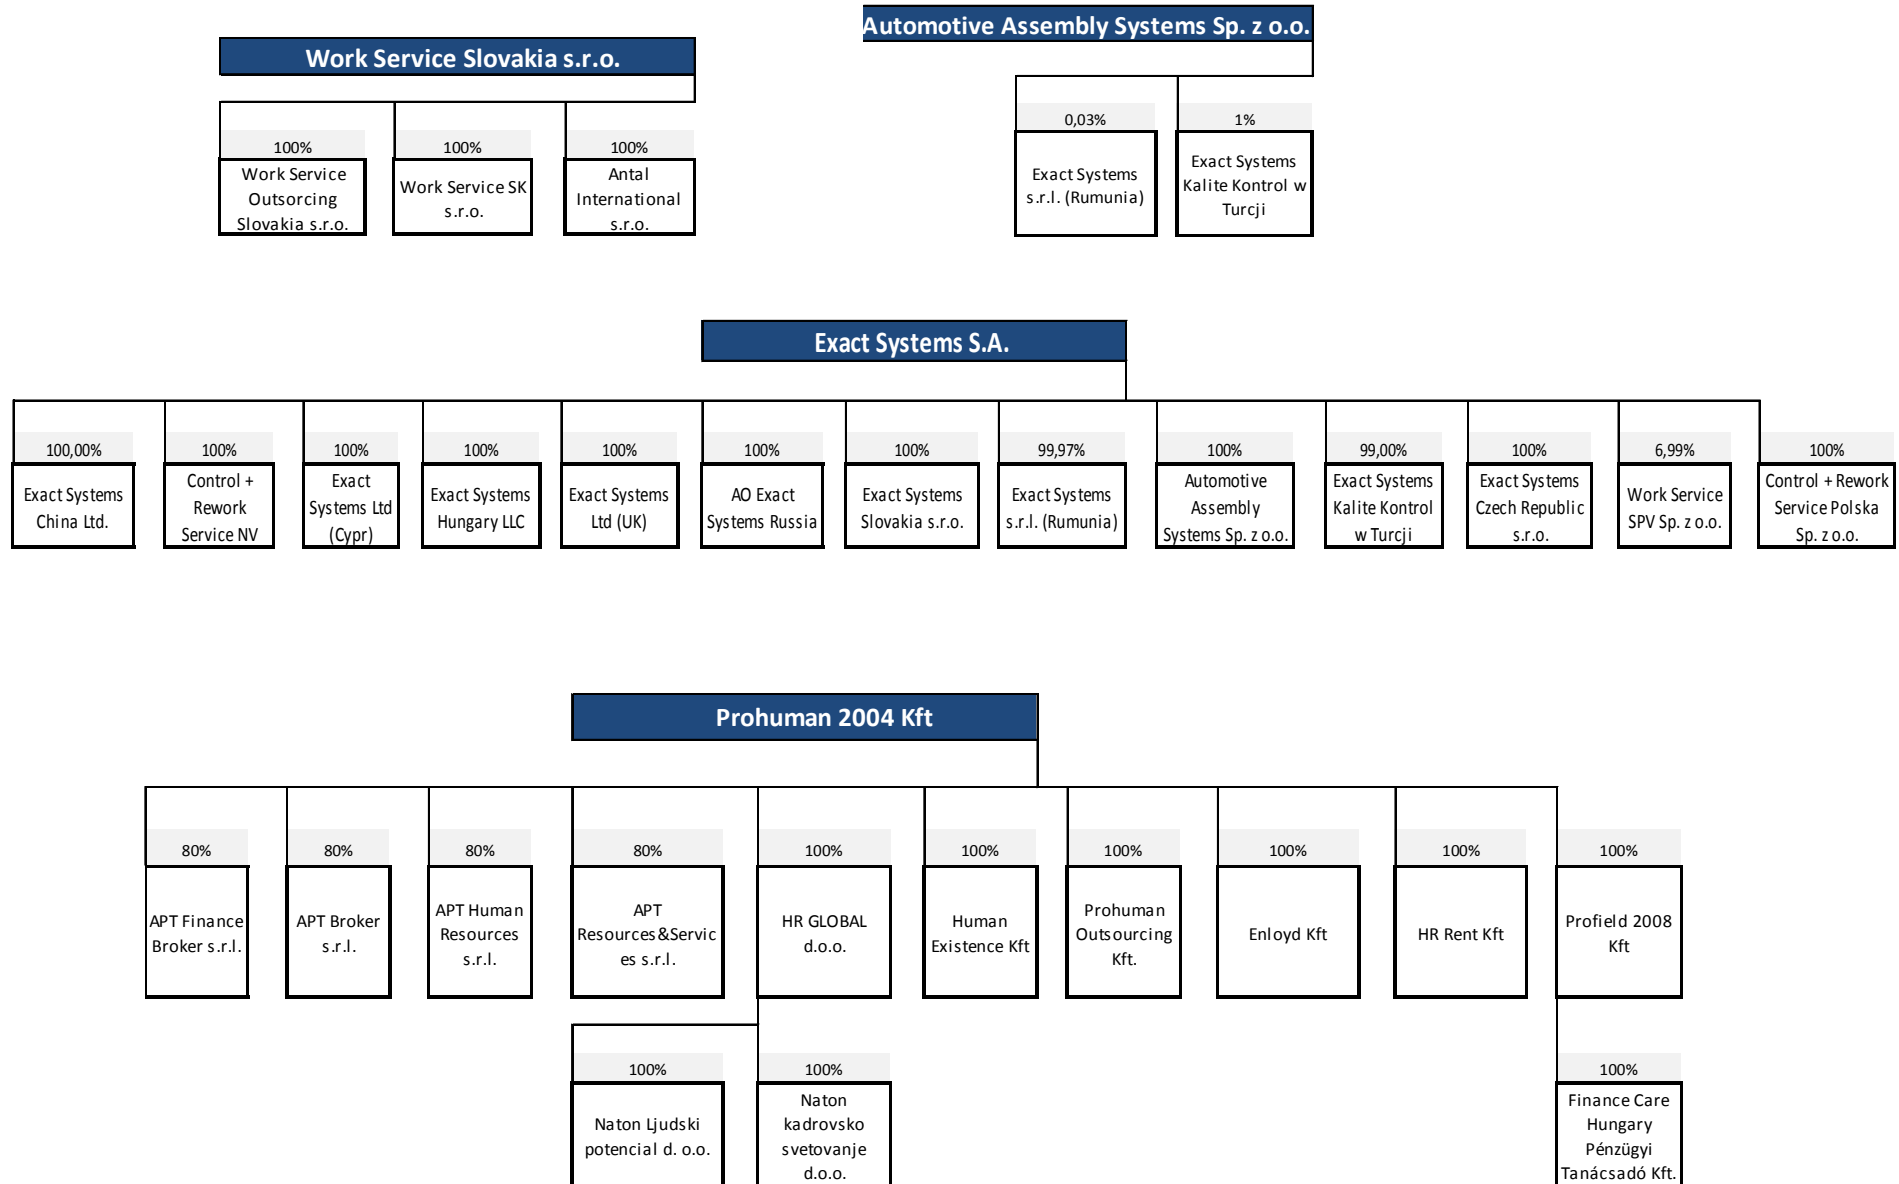 Work Service Slovakia s.r.o.
100%
Work Service
Outsorcing
Slovakia s.r.o.
100%
Work Service SK
s.r.o.
100%
Antal
International
s.r.o.
Automotive Assembly Systems Sp. z o.o.
0,03%
Exact Systems
s.r.l. (Rumunia)
1%
Exact Systems
Kalite Kontrol w
Turcji
Exact Systems S.A.
100,00%
Exact Systems
China Ltd.
100%
Control +
Rework
Service NV
100%
Exact
Systems Ltd
(Cypr)
100%
Exact Systems
Hungary LLC
100%
Exact Systems
Ltd (UK)
100%
AO Exact
Systems Russia
100%
Exact Systems
Slovakia s.r.o.
99,97%
Exact Systems
s.r.l. (Rumunia)
100%
Automotive
Assembly
Systems Sp. z o.o.
99,00%
Exact Systems
Kalite Kontrol
w Turcji
100%
Exact Systems
Czech Republic
s.r.o.
6,99%
Work Service
SPV Sp. z o.o.
100%
Control + Rework
Service Polska
Sp. z o.o.
Prohuman 2004 Kft
80%
APT Finance
Broker s.r.l.
80%
APT Broker
s.r.l.
80%
APT Human
Resources
s.r.l.
80%
APT
Resources&Servic
es s.r.l.
100%
HR GLOBAL
d.o.o.
100%
Human
Existence Kft
100%
Prohuman
Outsourcing
Kft.
100%
Enloyd Kft
100%
HR Rent Kft
100%
Profield 2008
Kft
100%
Naton Ljudski
potencial d. o.o.
100%
Naton
kadrovsko
svetovanje
d.o.o.
100%
Finance Care
Hungary
Pénzügyi
Tanácsadó Kft.